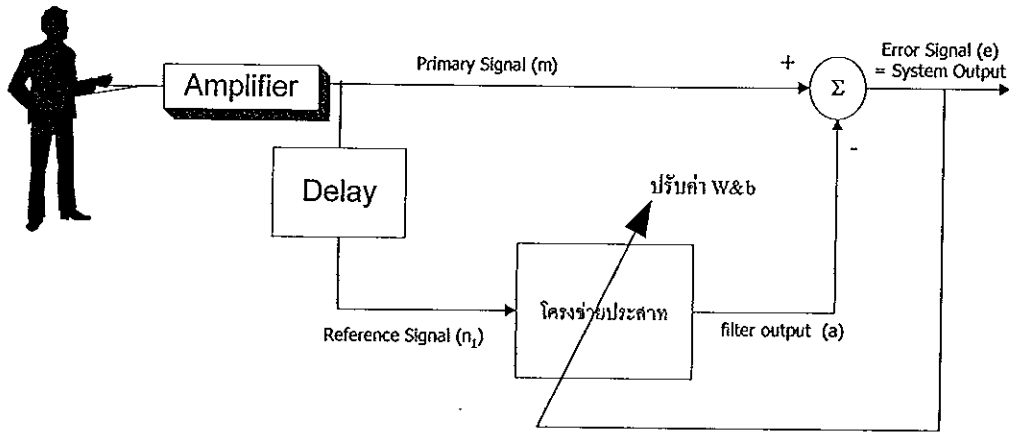 Error Signal (e)
= System Output
Primary Signal (m)
+
Σ
Amplifier
-
Delay
ปรับค่า W&b
โครงข่ายประสาท
Reference Signal (n₁)
filter output (a)